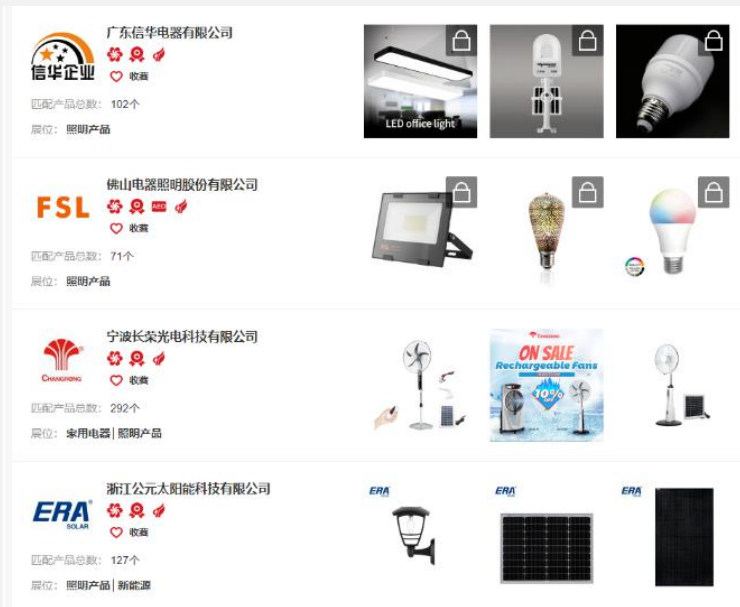 广东信华电器有限公司
信华企业
收藏
匹配产品总数： 102个
展位： 照明产品
LED office light
佛山电器照明股份有限公司
FSL
AEO
收藏
匹配产品总数： 71个
展位： 照明产品
宁波长荣光电科技有限公司
CHANGRONG
收藏
匹配产品总数： 292个
展位： 家用电器| 照明产品
CHANGRONG
ON SALE
Rechargeable Fans
10%
浙江公元太阳能科技有限公司
ERA
SOLAR
收藏
匹配产品总数： 127个
展位： 照明产品| 新能源
ERA
ERA
ERA